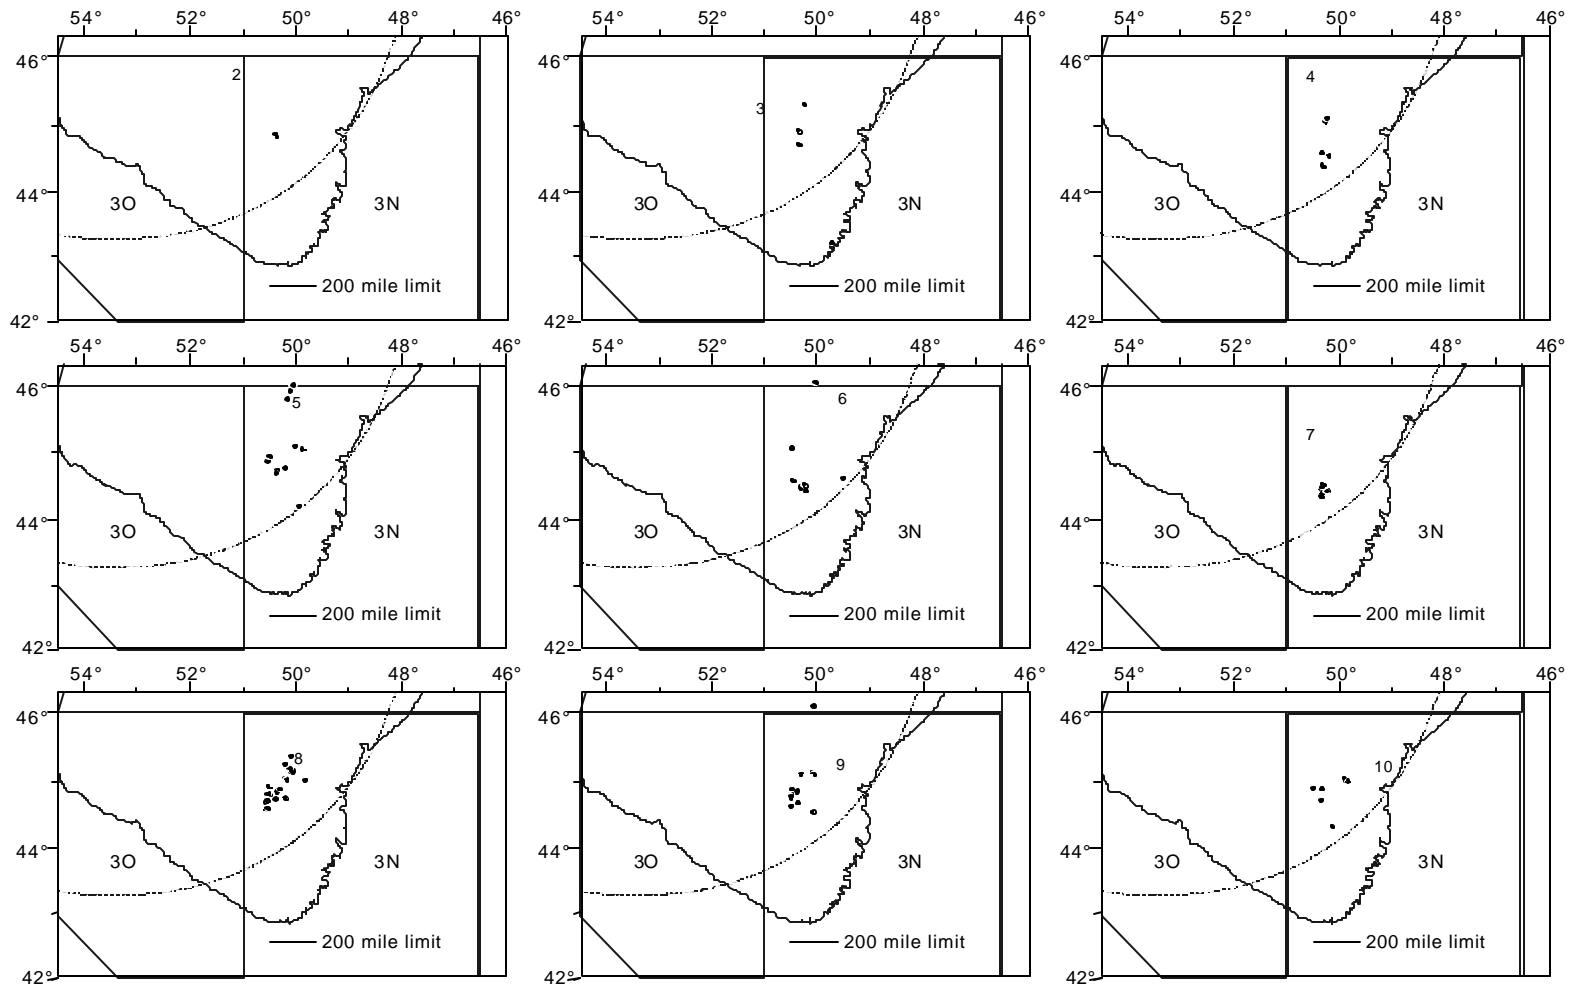 54° 52° 50° 48° 46° 54° 52° 50° 48° 46° 54° 52° 50° 48° 46°
46° 2 46° 3 46° 4
44° 3O 3N 44° 3O 3N 44° 3O 3N
200 mile limit 200 mile limit 200 mile limit
42° 42° 42°
54° 52° 50° 48° 46° 54° 52° 50° 48° 46° 54° 52° 50° 48° 46°
46° 5 46° 6 46° 7
44° 3O 3N 44° 3O 3N 44° 3O 3N
200 mile limit 200 mile limit 200 mile limit
42° 42° 42°
54° 52° 50° 48° 46° 54° 52° 50° 48° 46° 54° 52° 50° 48° 46°
46° 8 46° 9 46° 10
44° 3O 3N 44° 3O 3N 44° 3O 3N
200 mile limit 200 mile limit 200 mile limit
42° 42° 42°